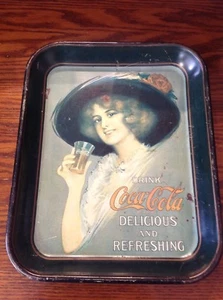 DRINK
Coca-Cola
DELICIOUS
AND
REFRESHING